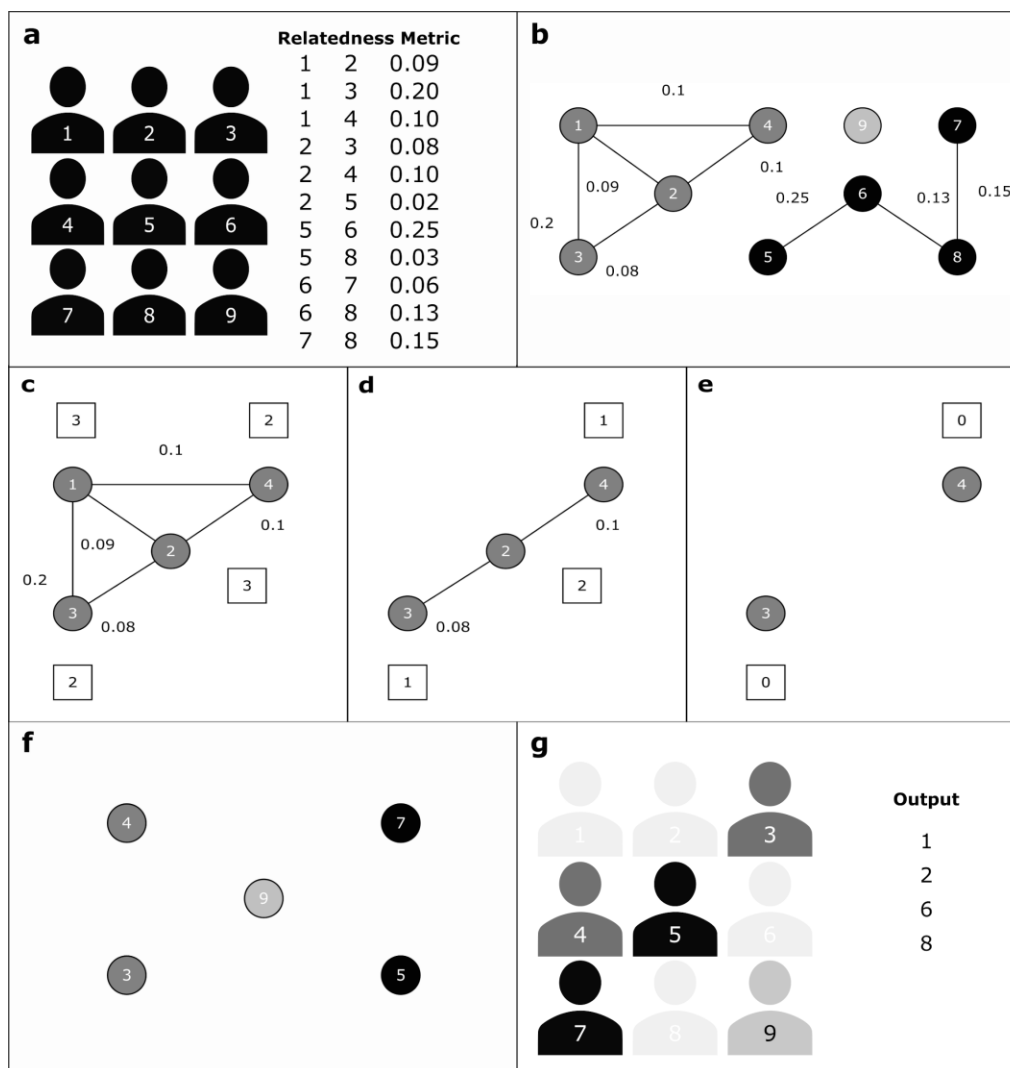 a
Relatedness Metric
1 2 3
4 5 6
7 8 9
1 2 0.09
1 3 0.20
1 4 0.10
2 3 0.08
2 4 0.10
2 5 0.02
5 6 0.25
5 8 0.03
6 7 0.06
6 8 0.13
7 8 0.15
b
0.1
1 4 9 7
0.09 0.1 0.25 0.13 0.15
2 6
0.2
3 0.08 5 8
c
3 2
0.1
1 4
0.09 0.1
2
0.2 3
3 0.08
2
d
1
4
0.1
2
2
3 0.08
1
e
0
4
3
0
f
4 7
9
3 5
g
1 2 3
4 5 6
7 8 9
Output
1
2
6
8